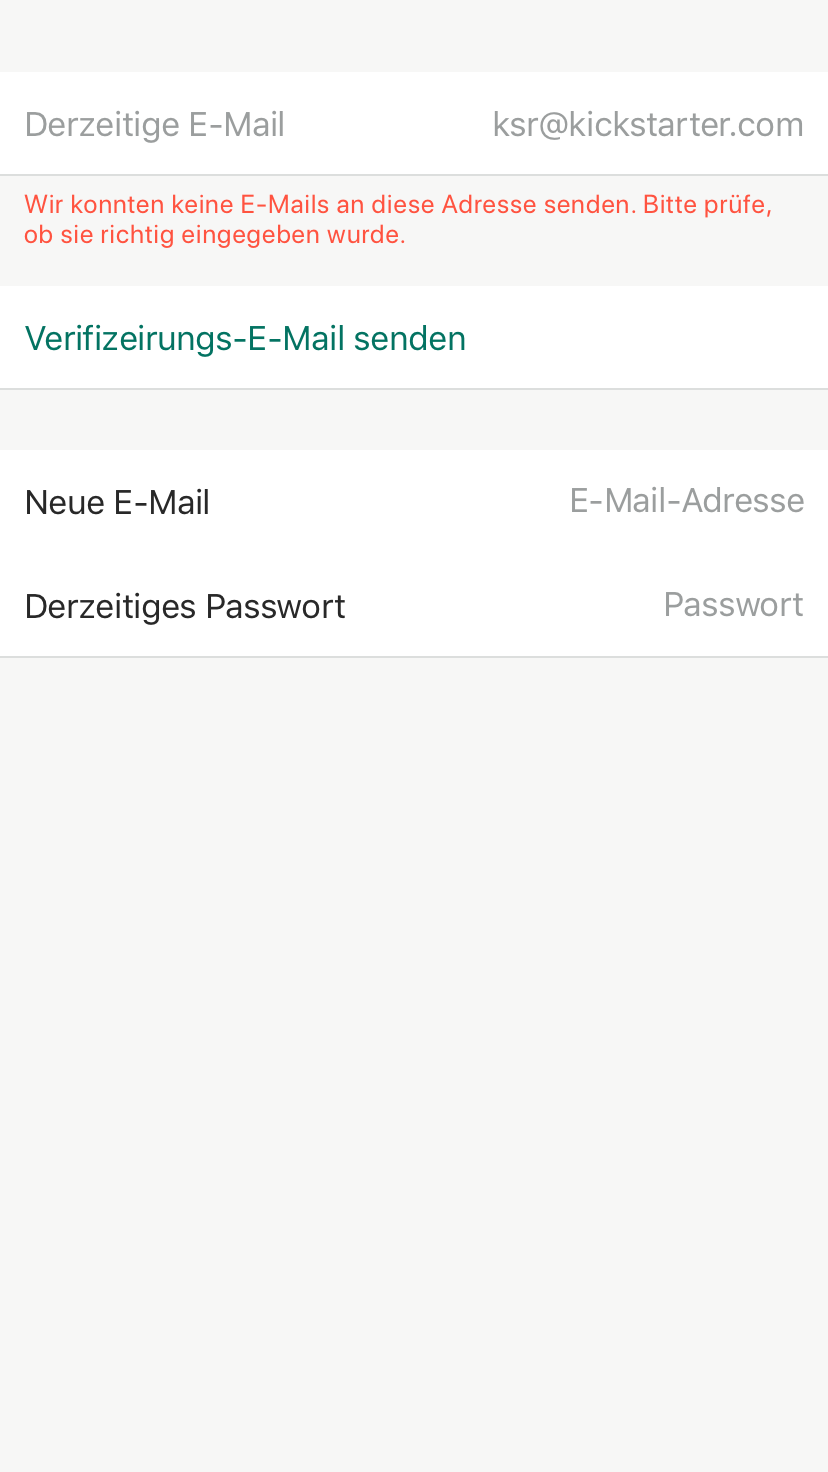 Derzeitige E-Mail ksr@kickstarter.com
Wir konnten keine E-Mails an diese Adresse senden. Bitte prüfe,
ob sie richtig eingegeben wurde.
Verifizeirungs-E-Mail senden
Neue E-Mail E-Mail-Adresse
Derzeitiges Passwort Passwort